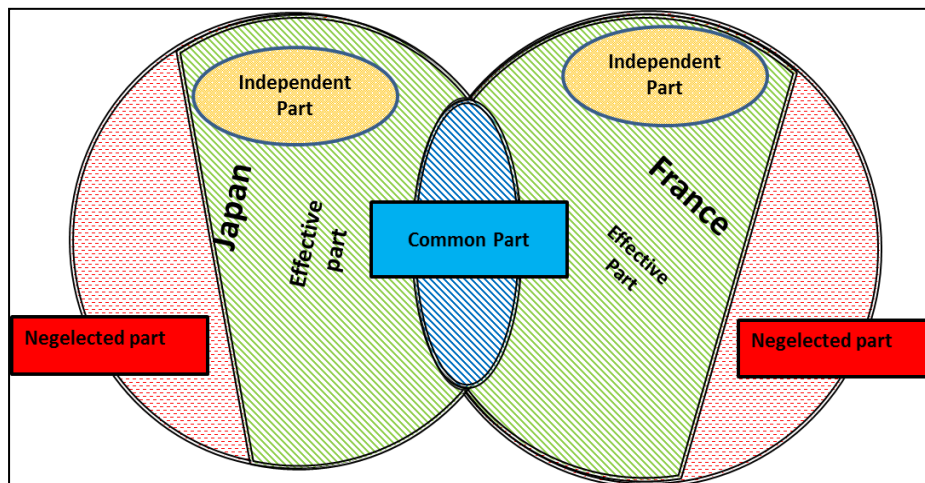 Independent
Part
Independent
Part
Japan
Effective
part
Common Part
France
Effective
Part
Negelected part
Negelected part